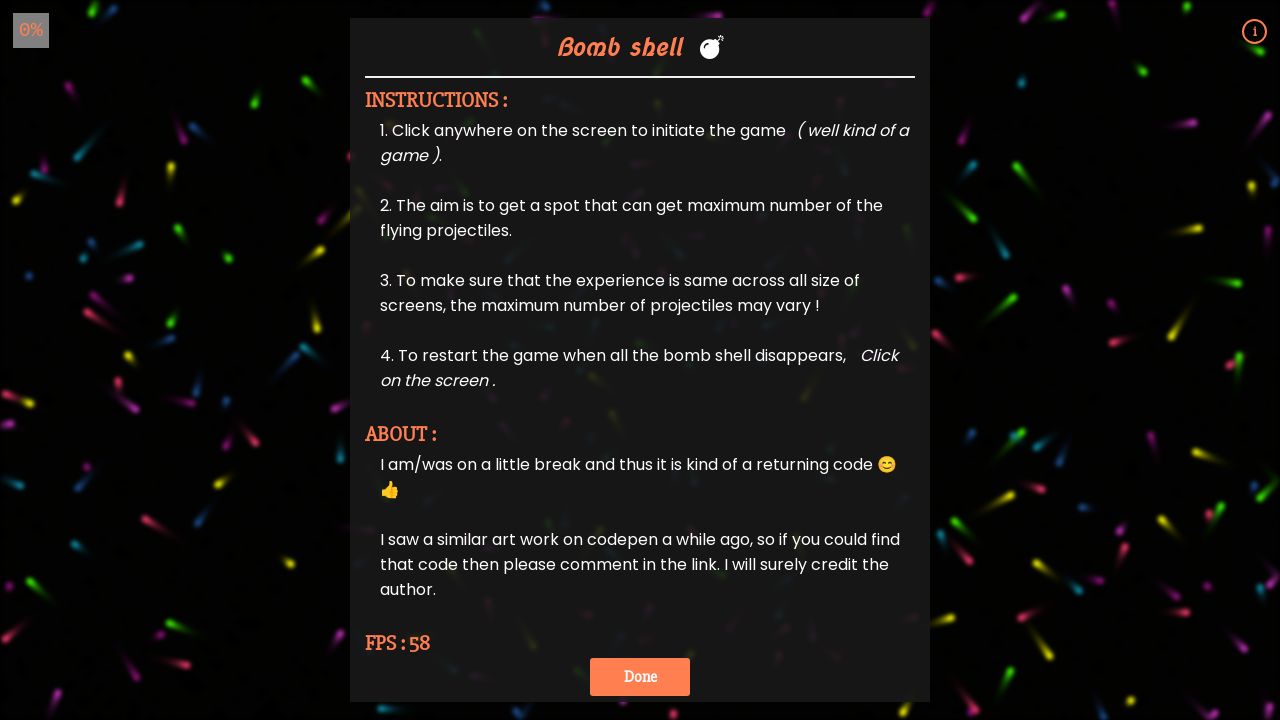 0%
i
Bomb shell 💣
INSTRUCTIONS :
1. Click anywhere on the screen to initiate the game ( well kind of a
game ).
2. The aim is to get a spot that can get maximum number of the
flying projectiles.
3. To make sure that the experience is same across all size of
screens, the maximum number of projectiles may vary !
4. To restart the game when all the bomb shell disappears, Click
on the screen .
ABOUT :
I am/was on a little break and thus it is kind of a returning code 😊
👍
I saw a similar art work on codepen a while ago, so if you could find
that code then please comment in the link. I will surely credit the
author.
FPS : 58
Done